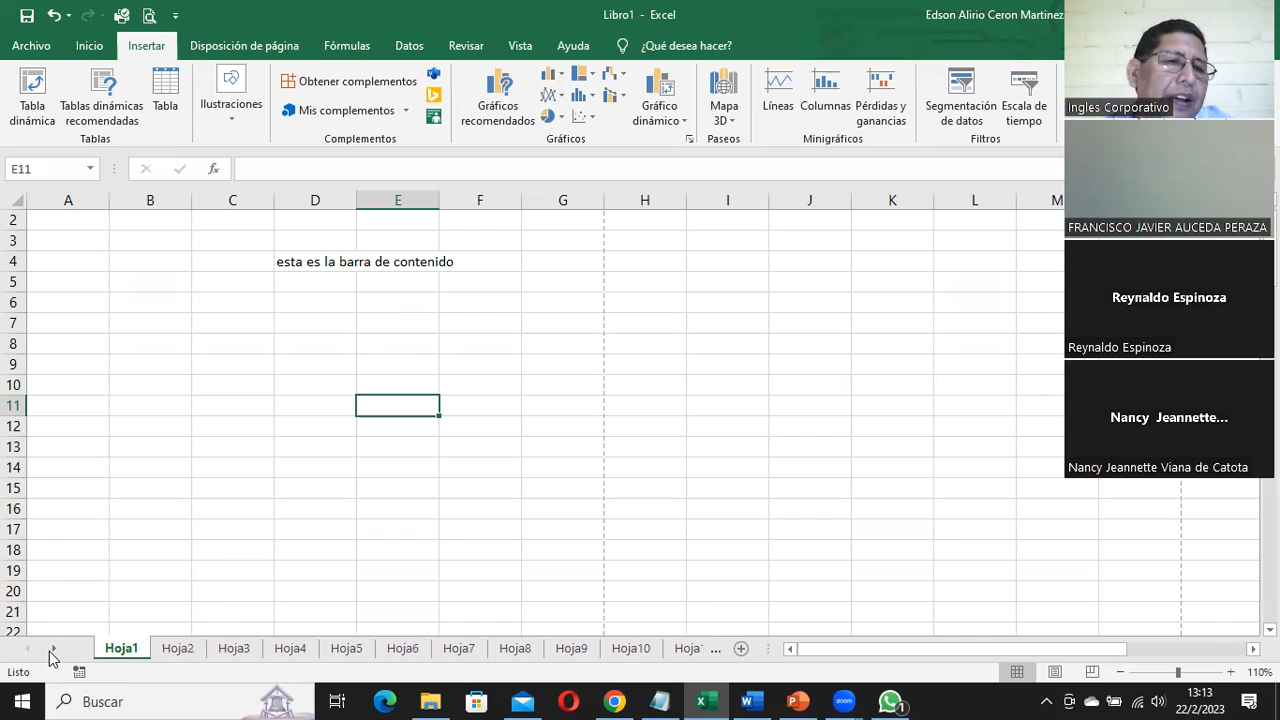 Libro1 - Excel
Edson Alirio Ceron Martinez
Archivo Inicio Insertar Disposición de página Fórmulas Datos Revisar Vista Ayuda ¿Qué desea hacer?
Tabla dinámica
Tablas dinámicas recomendadas
Tabla
Tablas
Ilustraciones
Obtener complementos
Mis complementos
Complementos
Gráficos recomendados
Gráfico dinámico
Gráficos
Mapa 3D
Paseos
Líneas
Columnas
Pérdidas y ganancias
Minigráficos
Segmentación de datos
Escala de tiempo
Filtros
Ingles Corporativo
E11
fx
A B C D E F G H I J K L M
FRANCISCO JAVIER AUCEDA PERAZA
2
3
4 esta es la barra de contenido
5
6
7
8
9
10
11
12
13
14
15
16
17
18
19
20
21
22
Reynaldo Espinoza
Reynaldo Espinoza
Nancy Jeannette...
Nancy Jeannette Viana de Catota
Hoja1 Hoja2 Hoja3 Hoja4 Hoja5 Hoja6 Hoja7 Hoja8 Hoja9 Hoja10 Hoja ...
Listo
110%
Buscar
zoom
1
13:13
22/2/2023